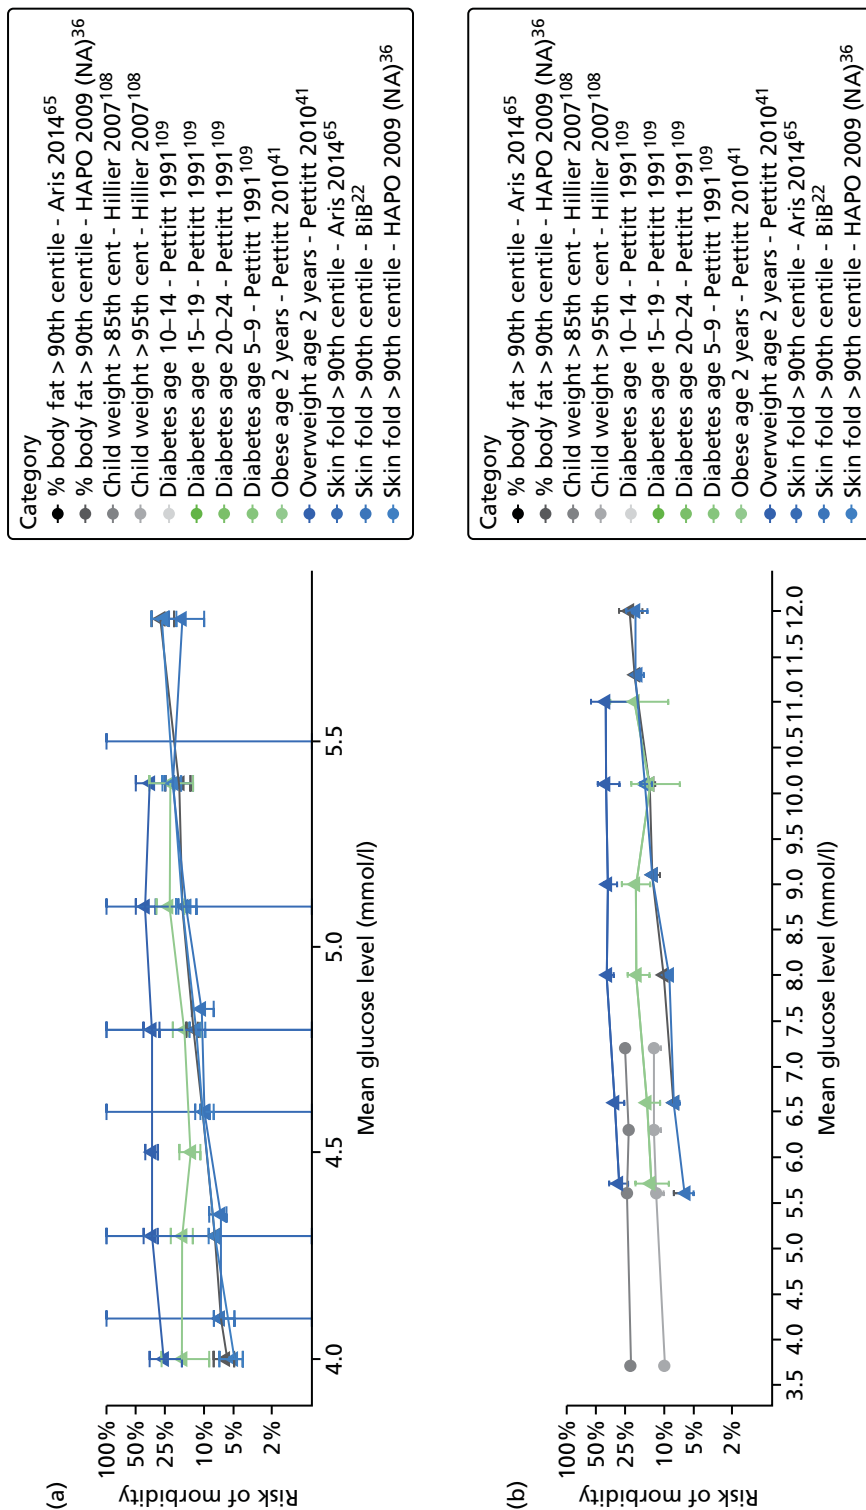 (a)
Risk of morbidity
100%
50%
25%
10%
5%
2%
4.0
4.5
5.0
5.5
Mean glucose level (mmol/l)
Category
% body fat > 90th centile - Aris 2014⁶⁵
% body fat > 90th centile - HAPO 2009 (NA)³⁶
Child weight >85th cent - Hillier 2007¹⁰⁸
Child weight >95th cent - Hillier 2007¹⁰⁸
Diabetes age 10–14 - Pettitt 1991¹⁰⁹
Diabetes age 15–19 - Pettitt 1991¹⁰⁹
Diabetes age 20–24 - Pettitt 1991¹⁰⁹
Diabetes age 5–9 - Pettitt 1991¹⁰⁹
Obese age 2 years - Pettitt 2010⁴¹
Overweight age 2 years - Pettitt 2010⁴¹
Skin fold > 90th centile - Aris 2014⁶⁵
Skin fold > 90th centile - BiB²²
Skin fold > 90th centile - HAPO 2009 (NA)³�6
(b)
Risk of morbidity
100%
50%
25%
10%
5%
2%
3.5
4.0
4.5
5.0
5.5
6.0
6.5
7.0
7.5
8.0
8.5
9.0
9.5
10.0
10.5
11.0
11.5
12.0
Mean glucose level (mmol/l)
Category
% body fat > 90th centile - Aris 2014⁶⁵
% body fat > 90th centile - HAPO 2009 (NA)³⁶
Child weight >85th cent - Hillier 2007¹⁰⁸
Child weight >95th cent - Hillier 2007¹⁰⁸
Diabetes age 10–14 - Pettitt 1991¹⁰⁹
Diabetes age 15–19 - Pettitt 1991¹⁰⁹
Diabetes age 20–24 - Pettitt 1991¹⁰⁹
Diabetes age 5–9 - Pettitt 1991¹⁰⁹
Obese age 2 years - Pettitt 2010⁴¹
Overweight age 2 years - Pettitt 2010⁴¹
Skin fold > 90th centile - Aris 2014⁶⁵
Skin fold > 90th centile - BiB²²
Skin fold > 90th centile - HAPO 2009 (NA)³⁶